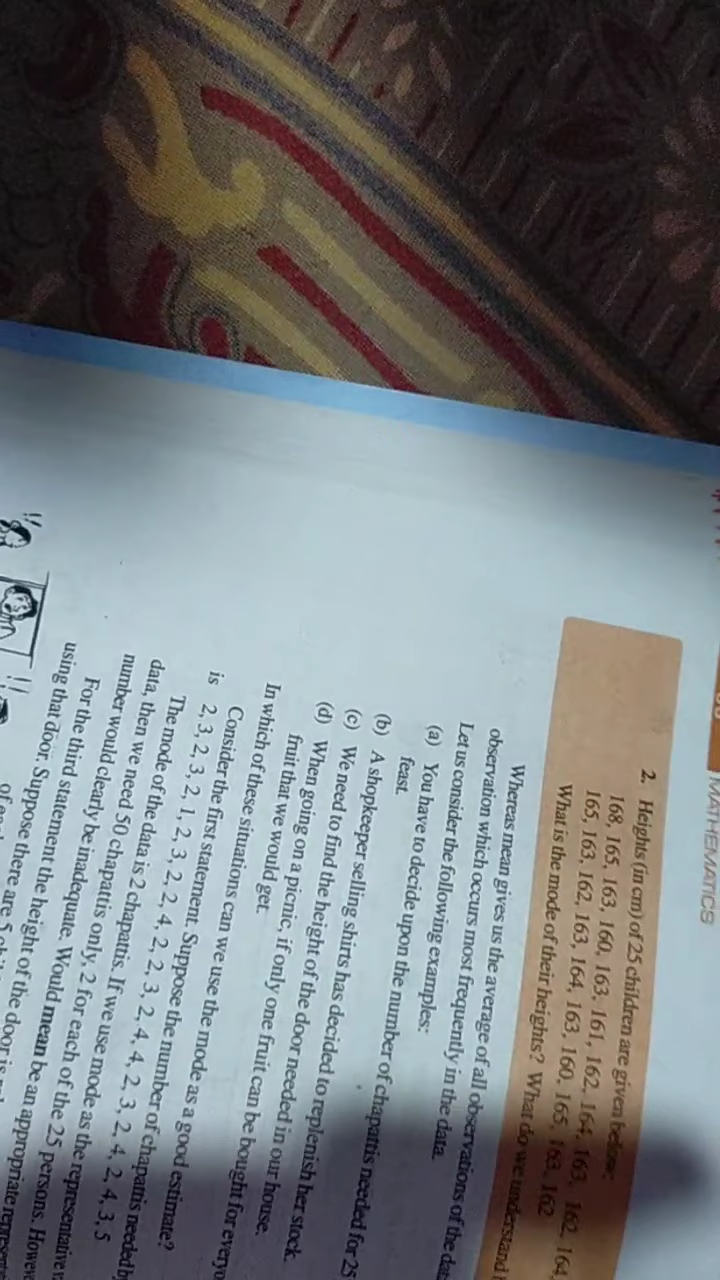 MATHEMATICS
2. Heights (in cm) of 25 children are given below:
168, 165, 163, 160, 163, 161, 162, 164, 163, 162, 164
165, 163, 162, 163, 164, 163, 160, 165, 163, 162
What is the mode of their heights? What do we understand
Whereas mean gives us the average of all observations of the
observation which occurs most frequently in the data.
Let us consider the following examples:
(a) You have to decide upon the number of chapattis needed for 25
feast.
(b) A shopkeeper selling shirts has decided to replenish her stock.
(c) We need to find the height of the door needed in our house.
(d) When going on a picnic, if only one fruit can be bought for
fruit that we would get.
In which of these situations can we use the mode as a good estimate?
Consider the first statement. Suppose the number of chapattis needed
is 2, 3, 2, 3, 2, 1, 2, 3, 2, 2, 4, 2, 2, 3, 2, 4, 4, 2, 3, 2, 4, 2, 4, 3, 5
The mode of the data is 2 chapattis. If we use mode as the representative
data, then we need 50 chapattis only, 2 for each of the 25 persons.
number would clearly be inadequate. Would mean be an appropriate
For the third statement the height of the door is
using that door. Suppose there are 5
of